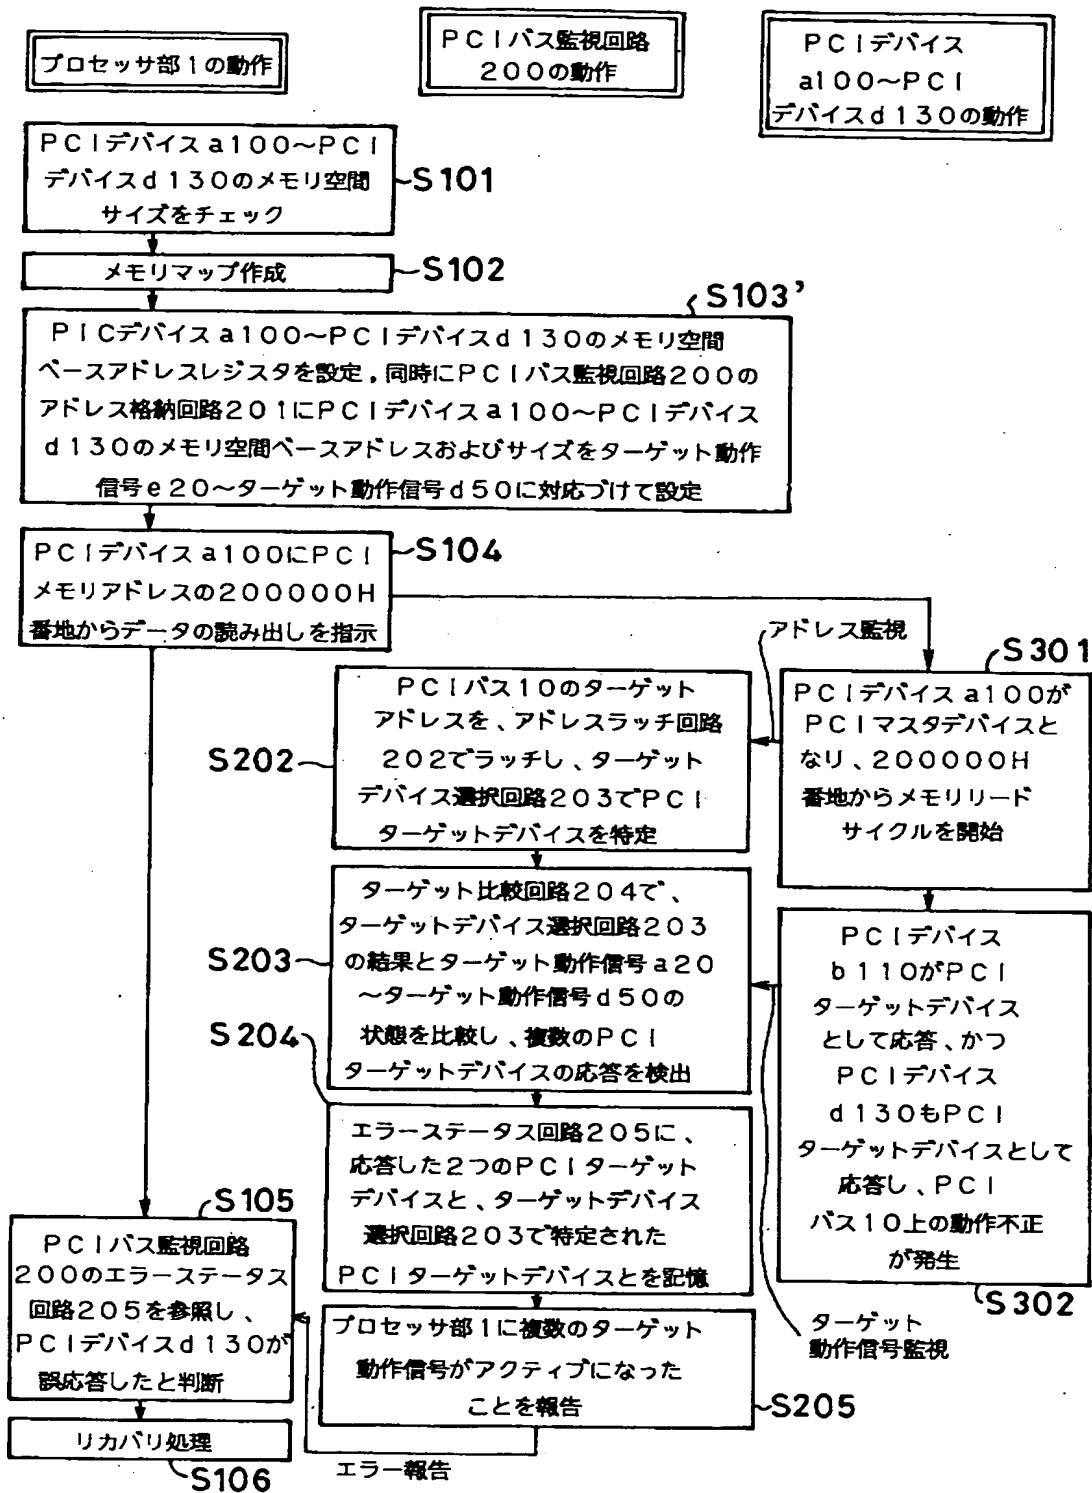 プロセッサ部1の動作
PCIバス監視回路
200の動作
PCIデバイス
a100～PCI
デバイスd130の動作
PCIデバイスa100～PCI
デバイスd130のメモリ空間
サイズをチェック
S101
メモリマップ作成
S102
S103'
PICデバイスa100～PCIデバイスd130のメモリ空間
ベースアドレスレジスタを設定，同時にPCIバス監視回路200の
アドレス格納回路201にPCIデバイスa100～PCIデバイス
d130のメモリ空間ベースアドレスおよびサイズをターゲット動作
信号e20～ターゲット動作信号d50に対応づけて設定
PCIデバイスa100にPCI
メモリアドレスの200000H
番地からデータの読み出しを指示
S104
アドレス監視
S301
PCIデバイスa100が
PCIマスタデバイスと
なり、200000H
番地からメモリリード
サイクルを開始
PCIバス10のターゲット
アドレスを、アドレスラッチ回路
202でラッチし、ターゲット
デバイス選択回路203でPCI
ターゲットデバイスを特定
S202
ターゲット比較回路204で、
ターゲットデバイス選択回路203
の結果とターゲット動作信号a20
～ターゲット動作信号d50の
状態を比較し、複数のPCI
ターゲットデバイスの応答を検出
S203
PCIデバイス
b110がPCI
ターゲットデバイス
として応答、かつ
PCIデバイス
d130もPCI
ターゲットデバイスとして
応答し、PCI
バス10上の動作不正
が発生
S302
S204
エラーステータス回路205に、
応答した2つのPCIターゲット
デバイスと、ターゲットデバイス
選択回路203で特定された
PCIターゲットデバイスとを記憶
ターゲット
動作信号監視
S105
PCIバス監視回路
200のエラーステータス
回路205を参照し、
PCIデバイスd130が
誤応答したと判断
プロセッサ部1に複数のターゲット
動作信号がアクティブになった
ことを報告
S205
リカバリ処理
S106
エラー報告